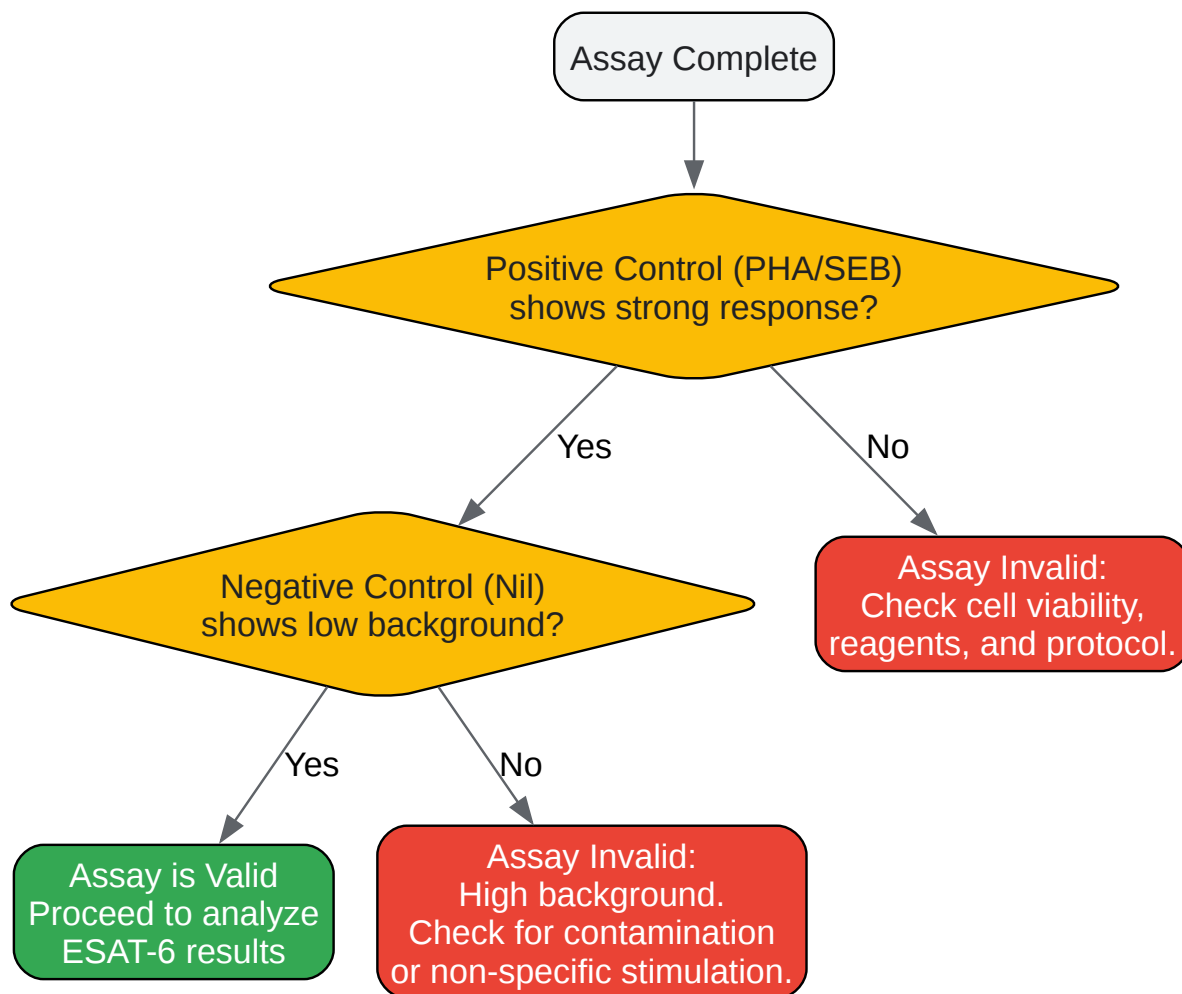 Assay Complete
Positive Control (PHA/SEB)
shows strong response?
Yes
No
Negative Control (Nil)
shows low background?
Assay Invalid:
Check cell viability,
reagents, and protocol.
Yes
No
Assay is Valid
Proceed to analyze
ESAT-6 results
Assay Invalid:
High background.
Check for contamination
or non-specific stimulation.